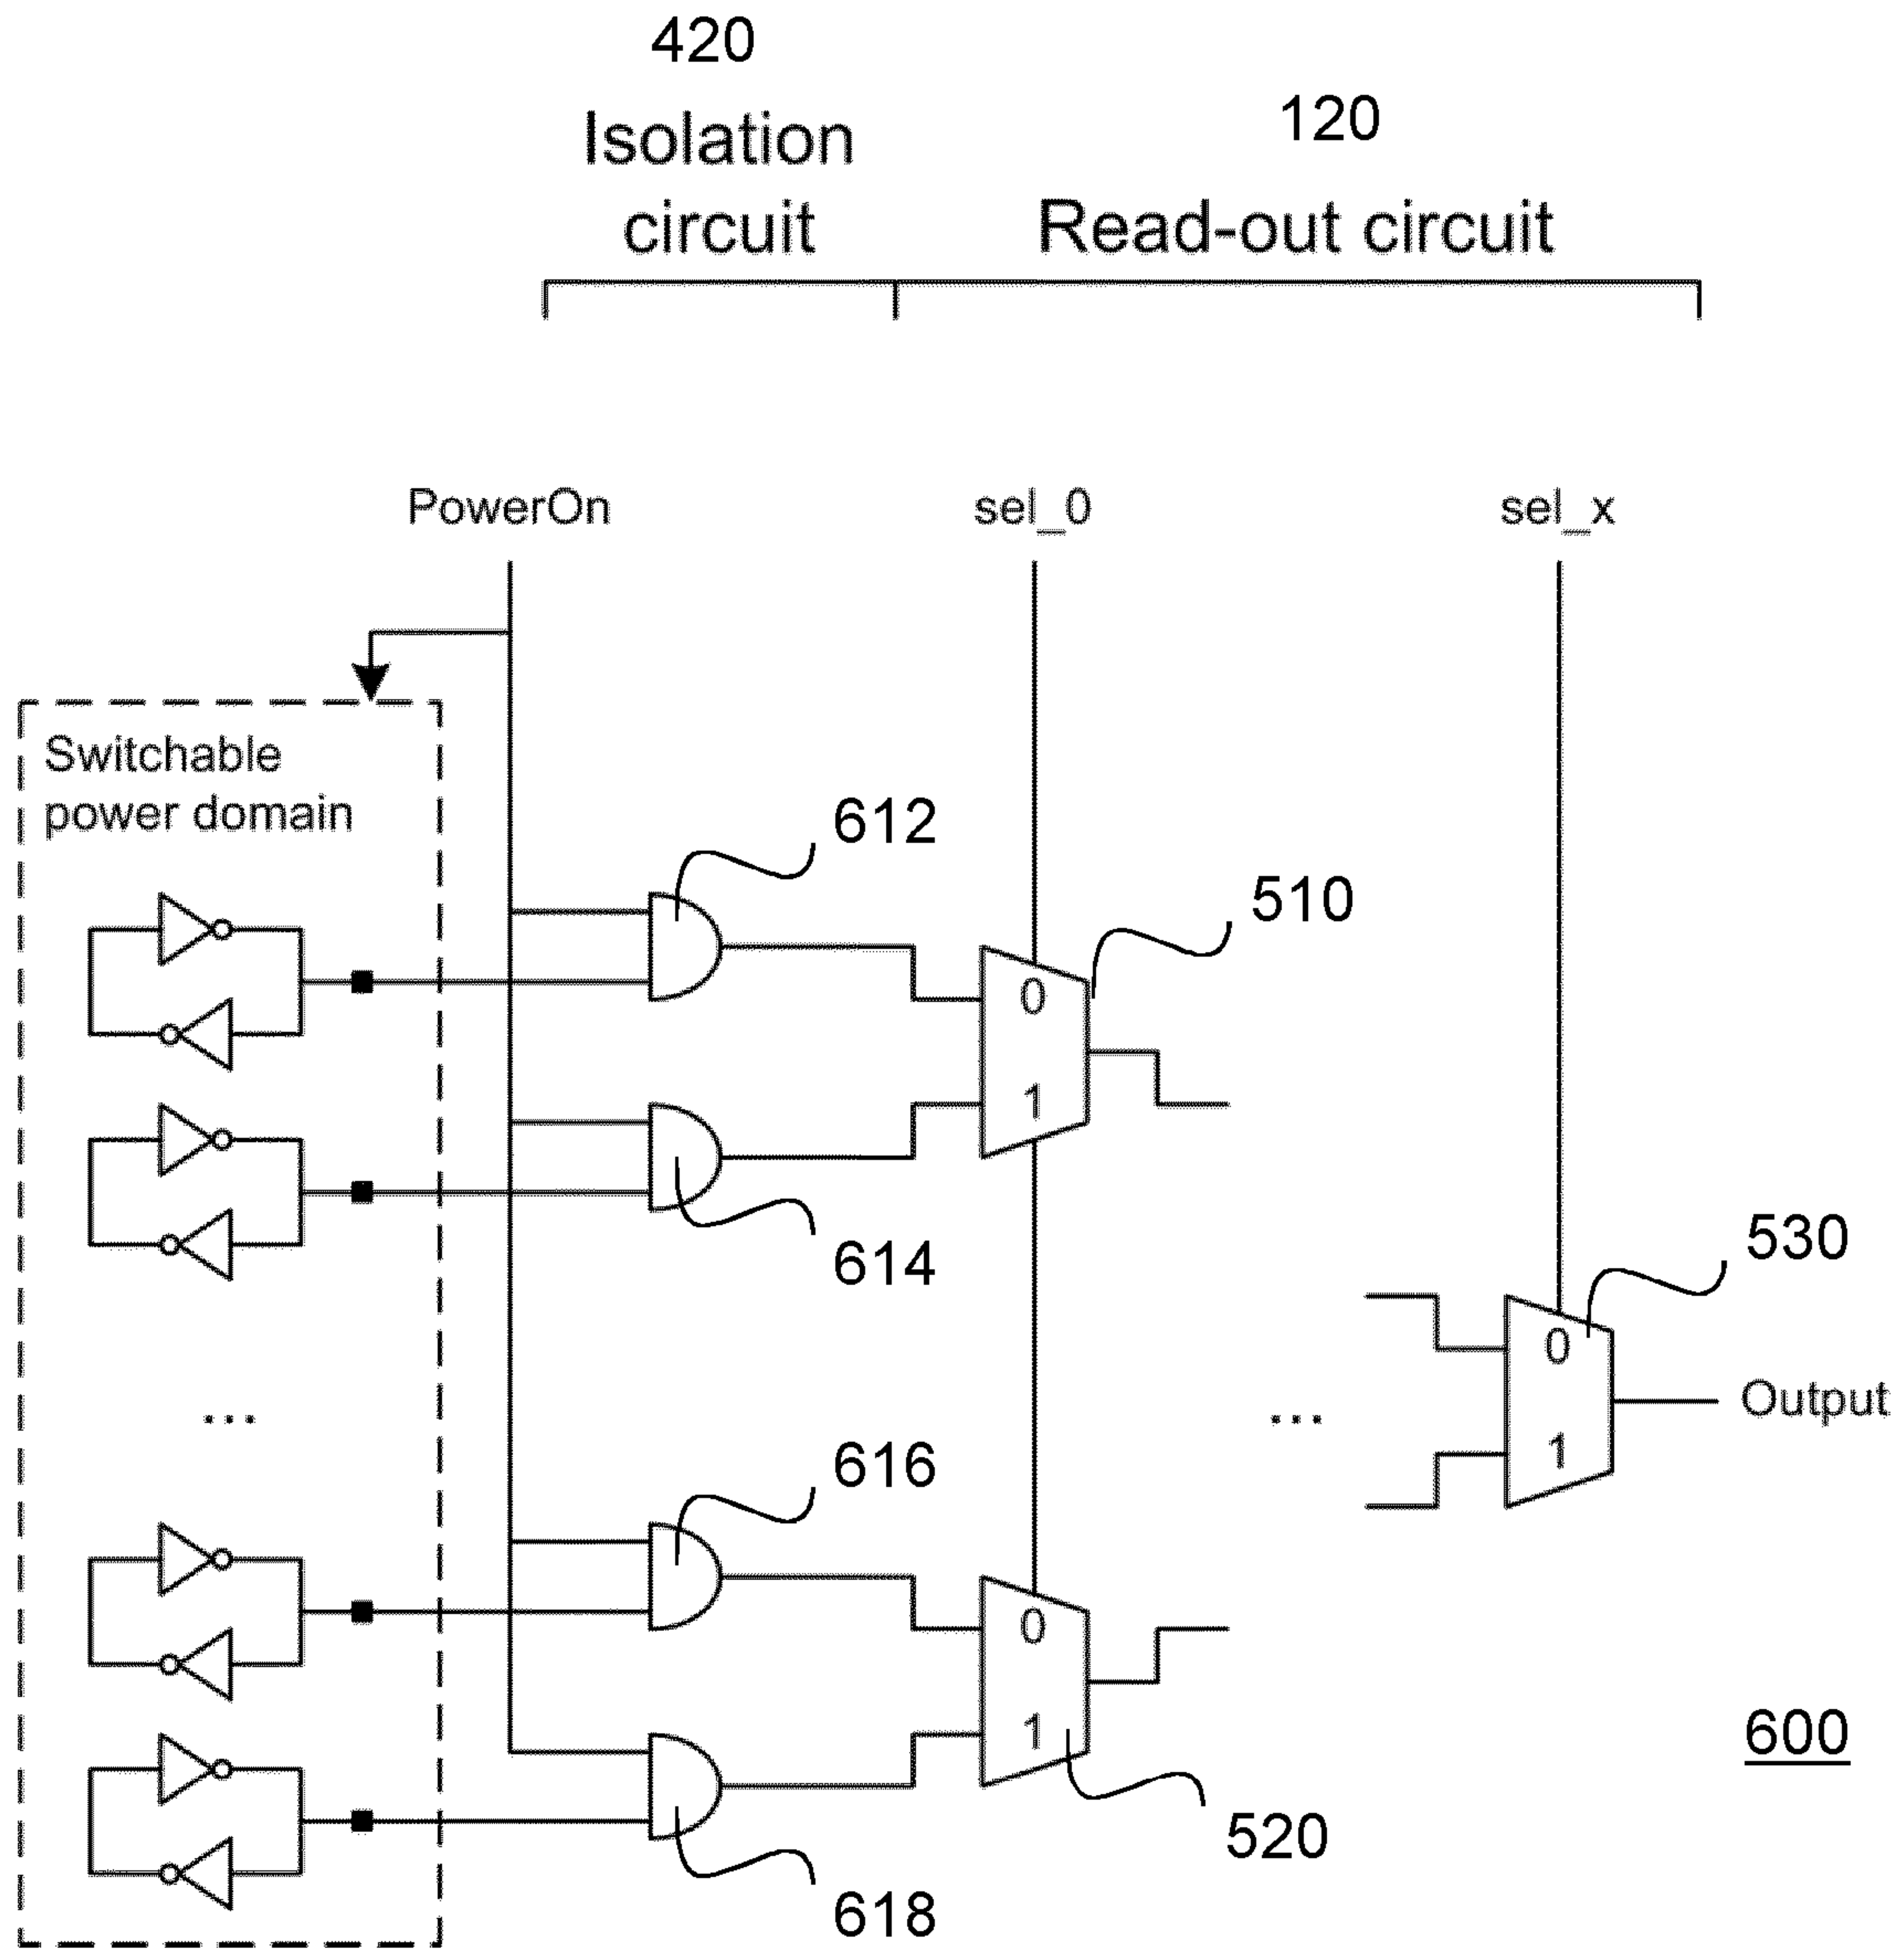 420
Isolation
circuit
120
Read-out circuit
PowerOn
sel_0
sel_x
Switchable
power domain
612
510
0
1
614
530
0
1
Output
...
...
616
0
1
600
520
618